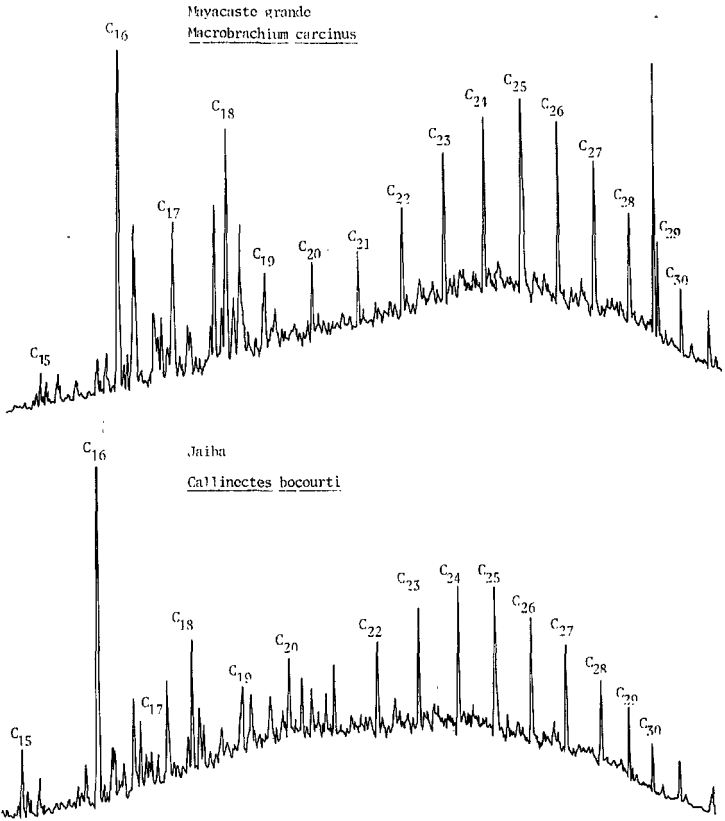 Mayacaste grande
Macrobrachium carcinus
C16
C18
C17
C15
C19
C20
C21
C22
C23
C24
C25
C26
C27
C28
C29
C30
Jaiba
Callinectes bocourti
C16
C15
C17
C18
C19
C20
C22
C23
C24
C25
C26
C27
C28
C29
C30